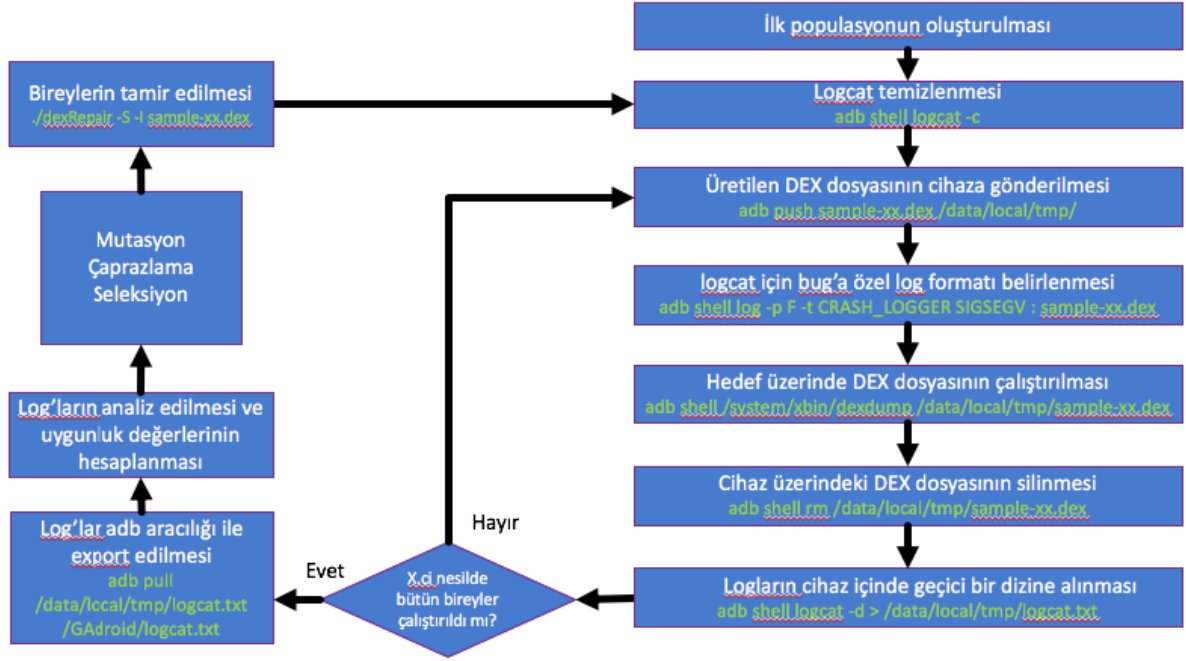 İlk populasyonun oluşturulması
Logcat temizlenmesi
adb shell logcat -c
Üretilen DEX dosyasının cihaza gönderilmesi
adb push sample-xx.dex /data/local/tmp/
logcat için bug’a özel log formatı belirlenmesi
adb shell log -p F -t CRASH_LOGGER SIGSEGV : sample-xx.dex
Hedef üzerinde DEX dosyasının çalıştırılması
adb shell /system/xbin/dexdump /data/local/tmp/sample-xx.dex
Cihaz üzerindeki DEX dosyasının silinmesi
adb shell rm /data/local/tmp/sample-xx.dex
Logların cihaz içinde geçici bir dizine alınması
adb shell logcat -d > /data/local/tmp/logcat.txt
X.ci nesilde
bütün bireyler
çalıştırıldı mı?
Hayır
Evet
Log’lar adb aracılığı ile
export edilmesi
adb pull
/data/lccal/tmp/logcat.txt
/GAdroid/logcat.txt
Log’ların analiz edilmesi ve
uygunluk değerlerinin
hesaplanması
Mutasyon
Çaprazlama
Seleksiyon
Bireylerin tamir edilmesi
./dexRepair -S -I sample-xx.dex